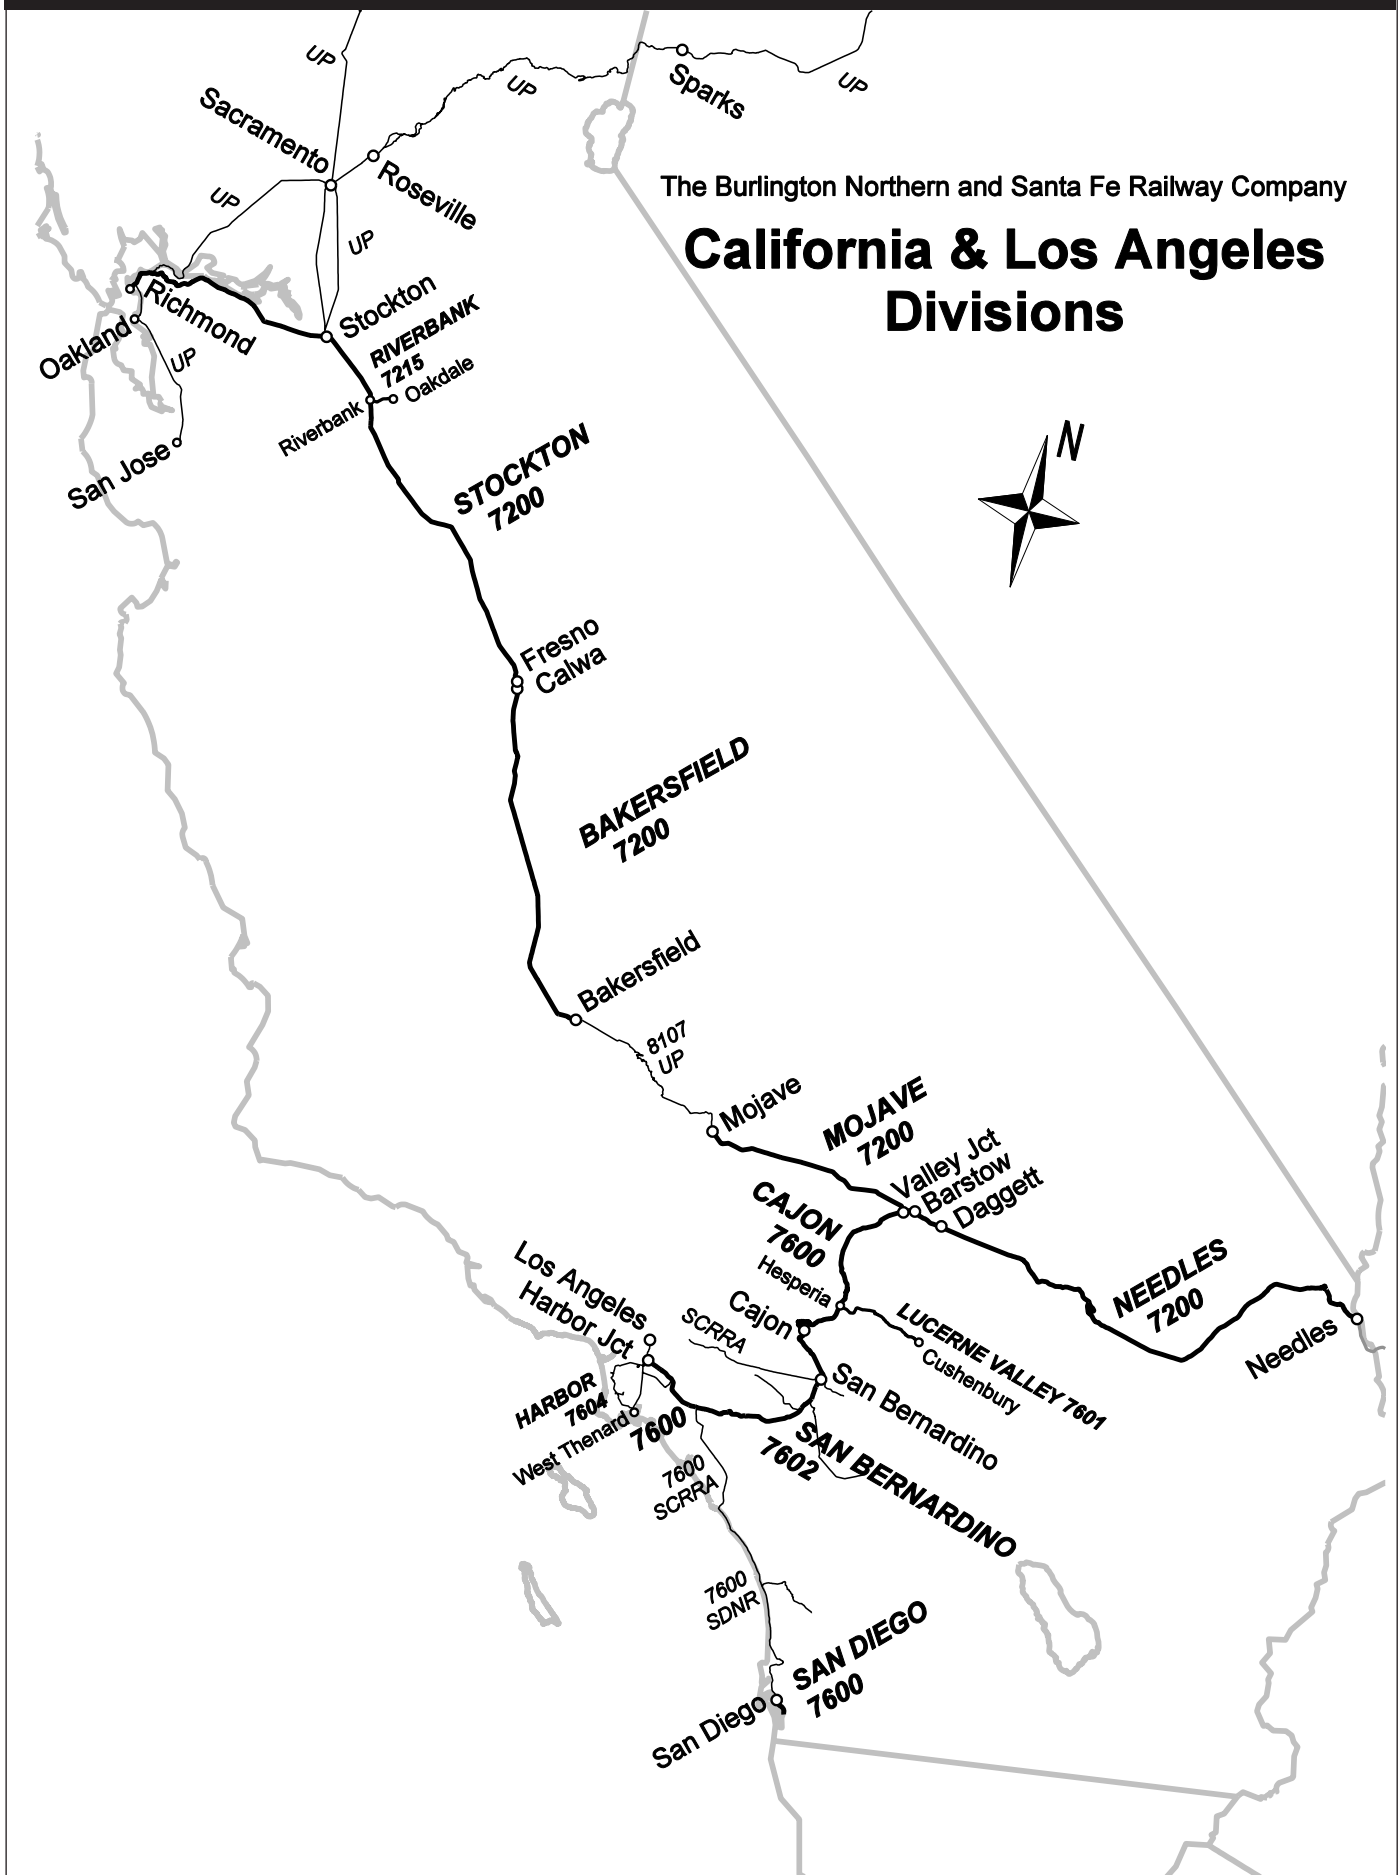 UP
UP
Sparks
UP
Sacramento
Roseville
UP
UP
The Burlington Northern and Santa Fe Railway Company
California & Los Angeles
Divisions
Richmond
Stockton
Oakland
UP
RIVERBANK
7215
Oakdale
Riverbank
San Jose
N
STOCKTON
7200
Fresno
Calwa
BAKERSFIELD
7200
Bakersfield
8107
UP
Mojave
MOJAVE
7200
Valley Jct
Barstow
Daggett
CAJON
7600
Hesperia
Los Angeles
Harbor Jct
Cajon
SCRRA
LUCERNE VALLEY 7601
Cushenbury
NEEDLES
7200
Needles
San Bernardino
HARBOR
7604
West Thenard
7600
7602
SAN BERNARDINO
7600
SCRRA
7600
SDNR
SAN DIEGO
7600
San Diego